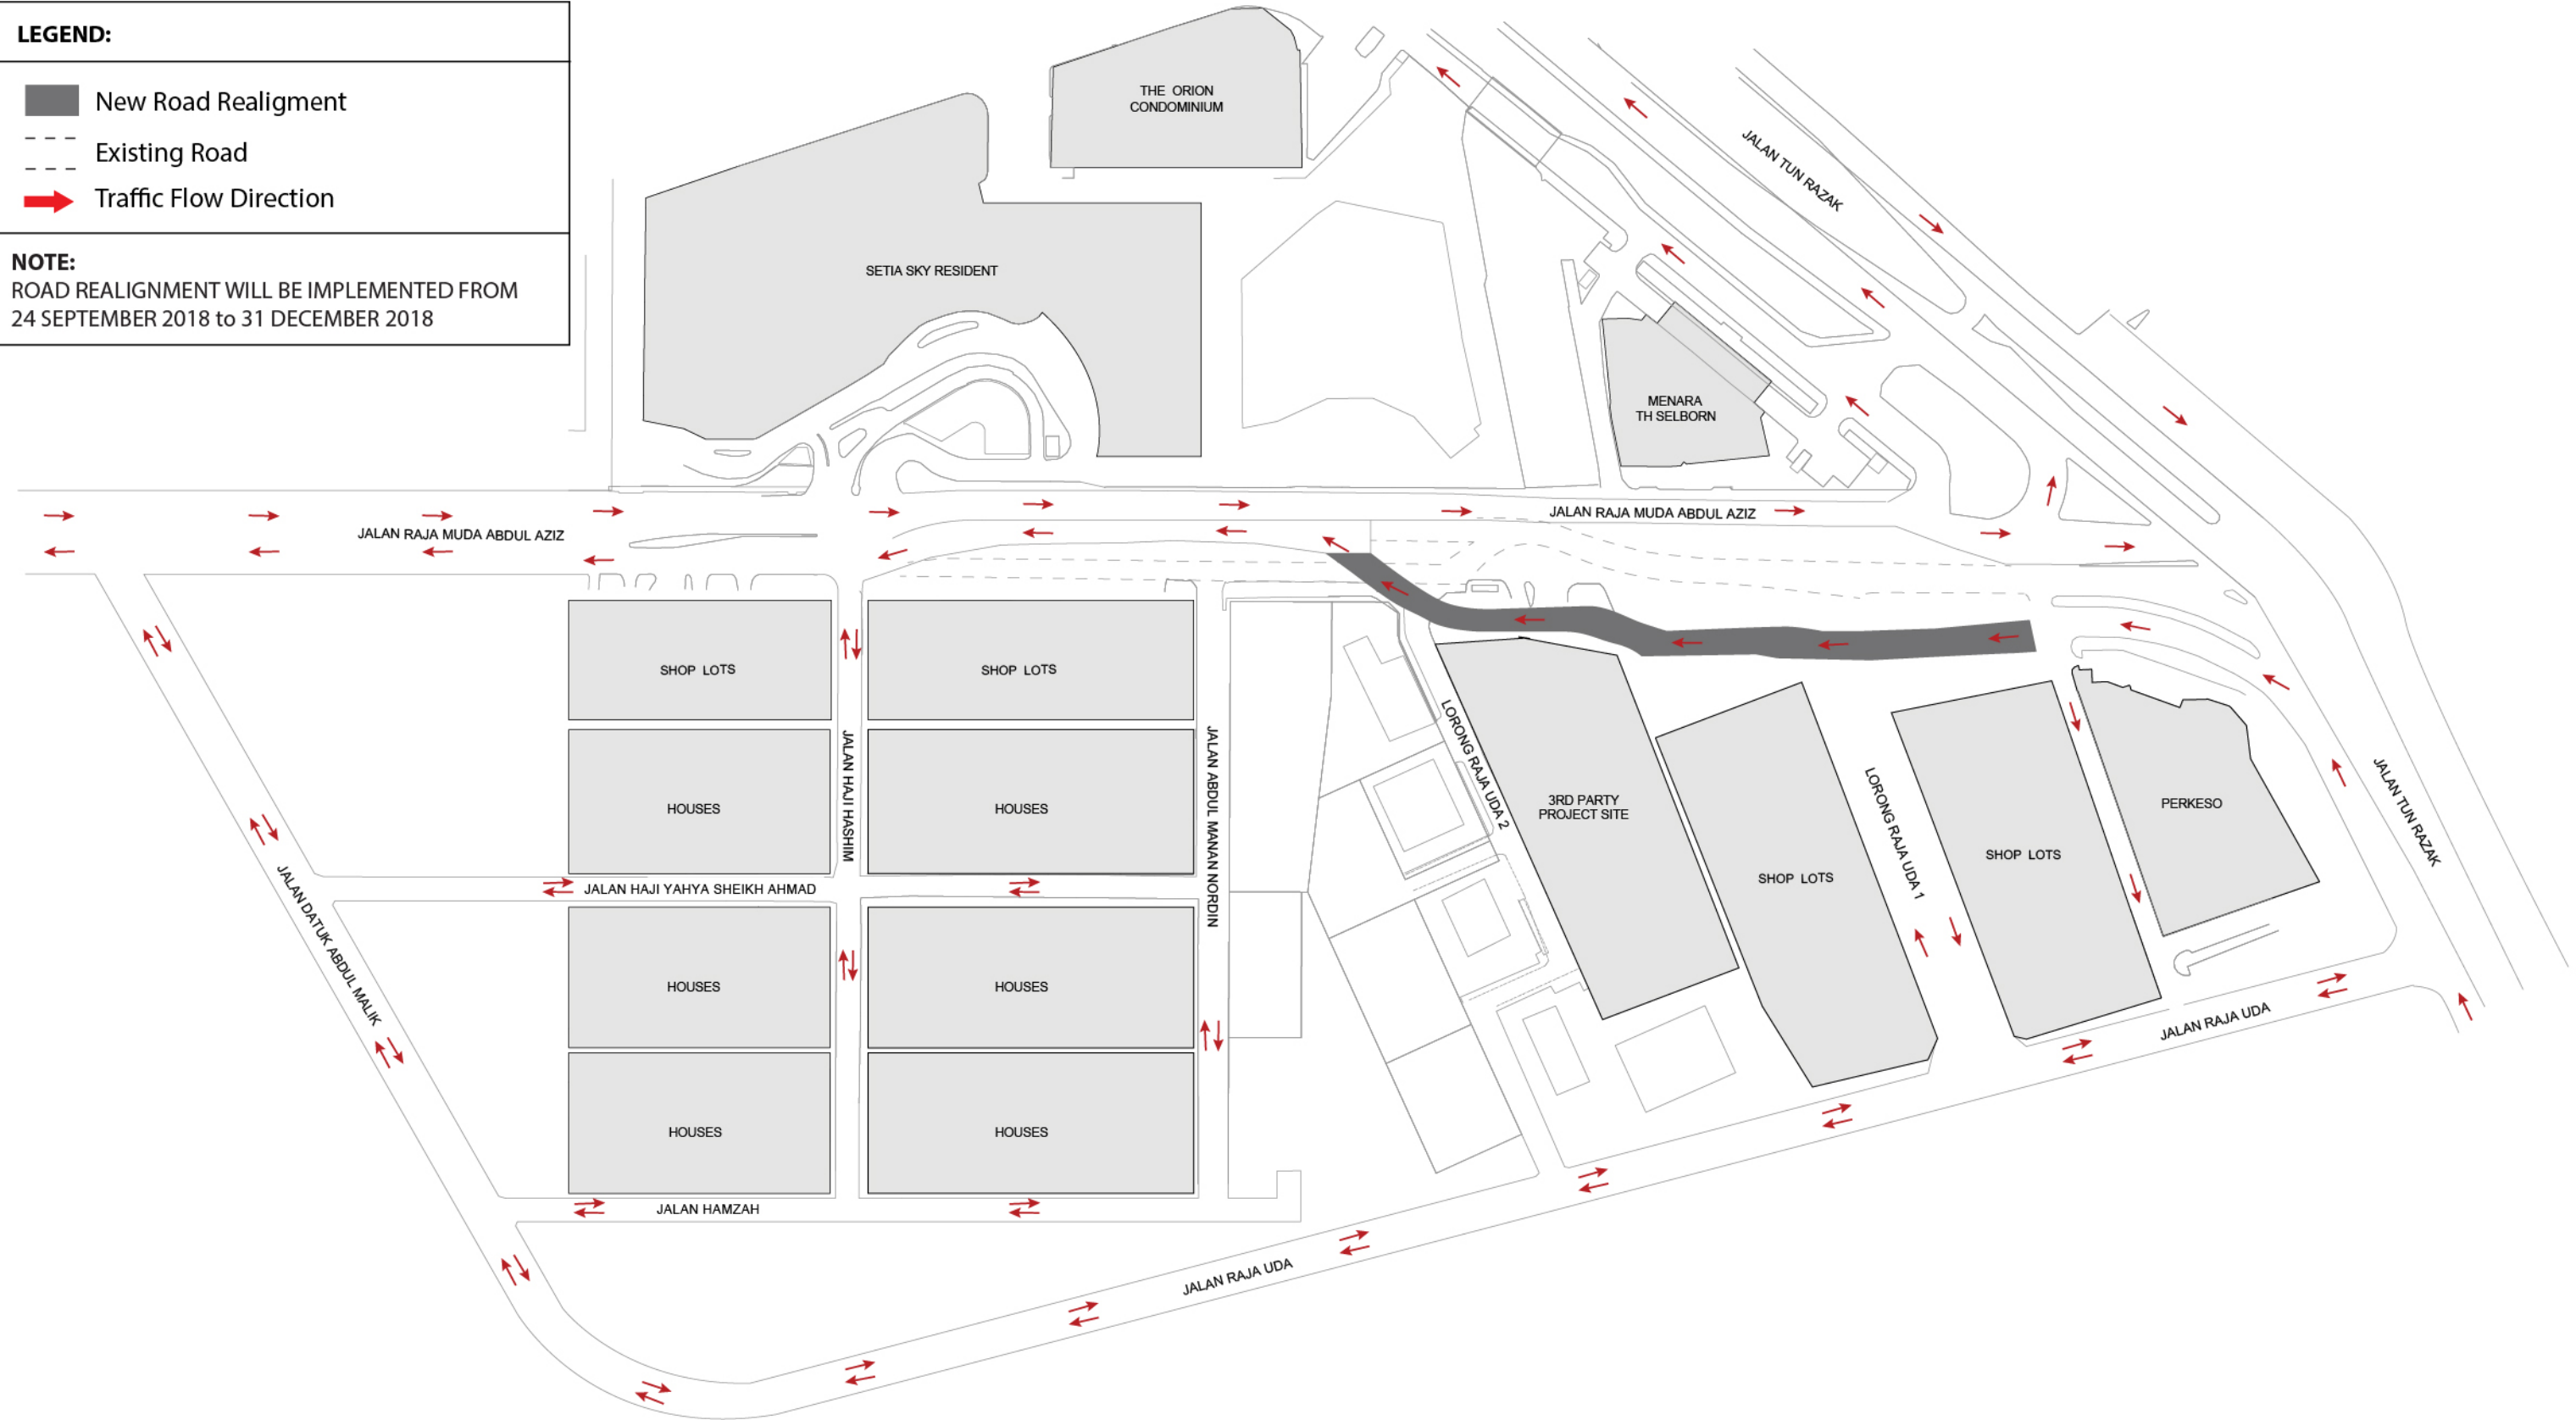 LEGEND:
New Road Realigment
Existing Road
Traffic Flow Direction
NOTE:
ROAD REALIGNMENT WILL BE IMPLEMENTED FROM
24 SEPTEMBER 2018 to 31 DECEMBER 2018
THE ORION
CONDOMINIUM
JALAN TUN RAZAK
SETIA SKY RESIDENT
MENARA
TH SELBORN
JALAN RAJA MUDA ABDUL AZIZ
JALAN RAJA MUDA ABDUL AZIZ
SHOP LOTS
SHOP LOTS
JALAN HAJI HASHIM
JALAN ABDUL MANAN NORDIN
LORONG RAJA UDA 2
HOUSES
HOUSES
3RD PARTY
PROJECT SITE
LORONG RAJA UDA 1
PERKESO
JALAN TUN RAZAK
SHOP LOTS
SHOP LOTS
JALAN HAJI YAHYA SHEIKH AHMAD
JALAN DATUK ABDUL MALIK
HOUSES
HOUSES
JALAN RAJA UDA
HOUSES
HOUSES
JALAN HAMZAH
JALAN RAJA UDA